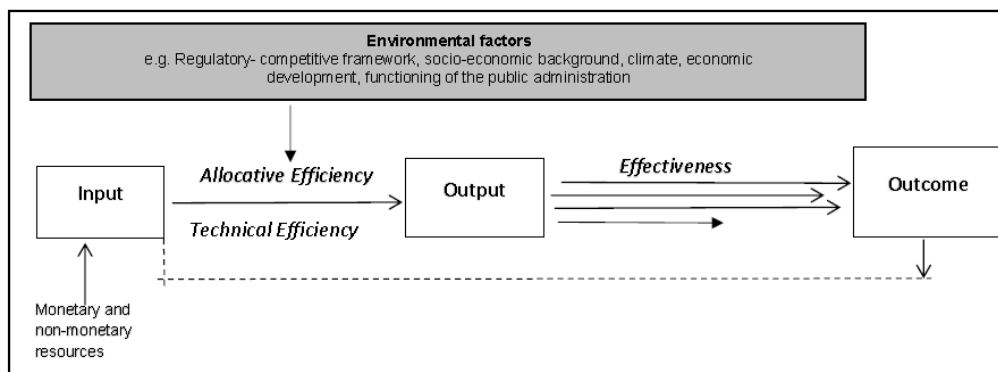 Environmental factors
e.g. Regulatory- competitive framework, socio-economic background, climate, economic
development, functioning of the public administration
Allocative Efficiency
Effectiveness
Input
Output
Outcome
Technical Efficiency
Monetary and
non-monetary
resources